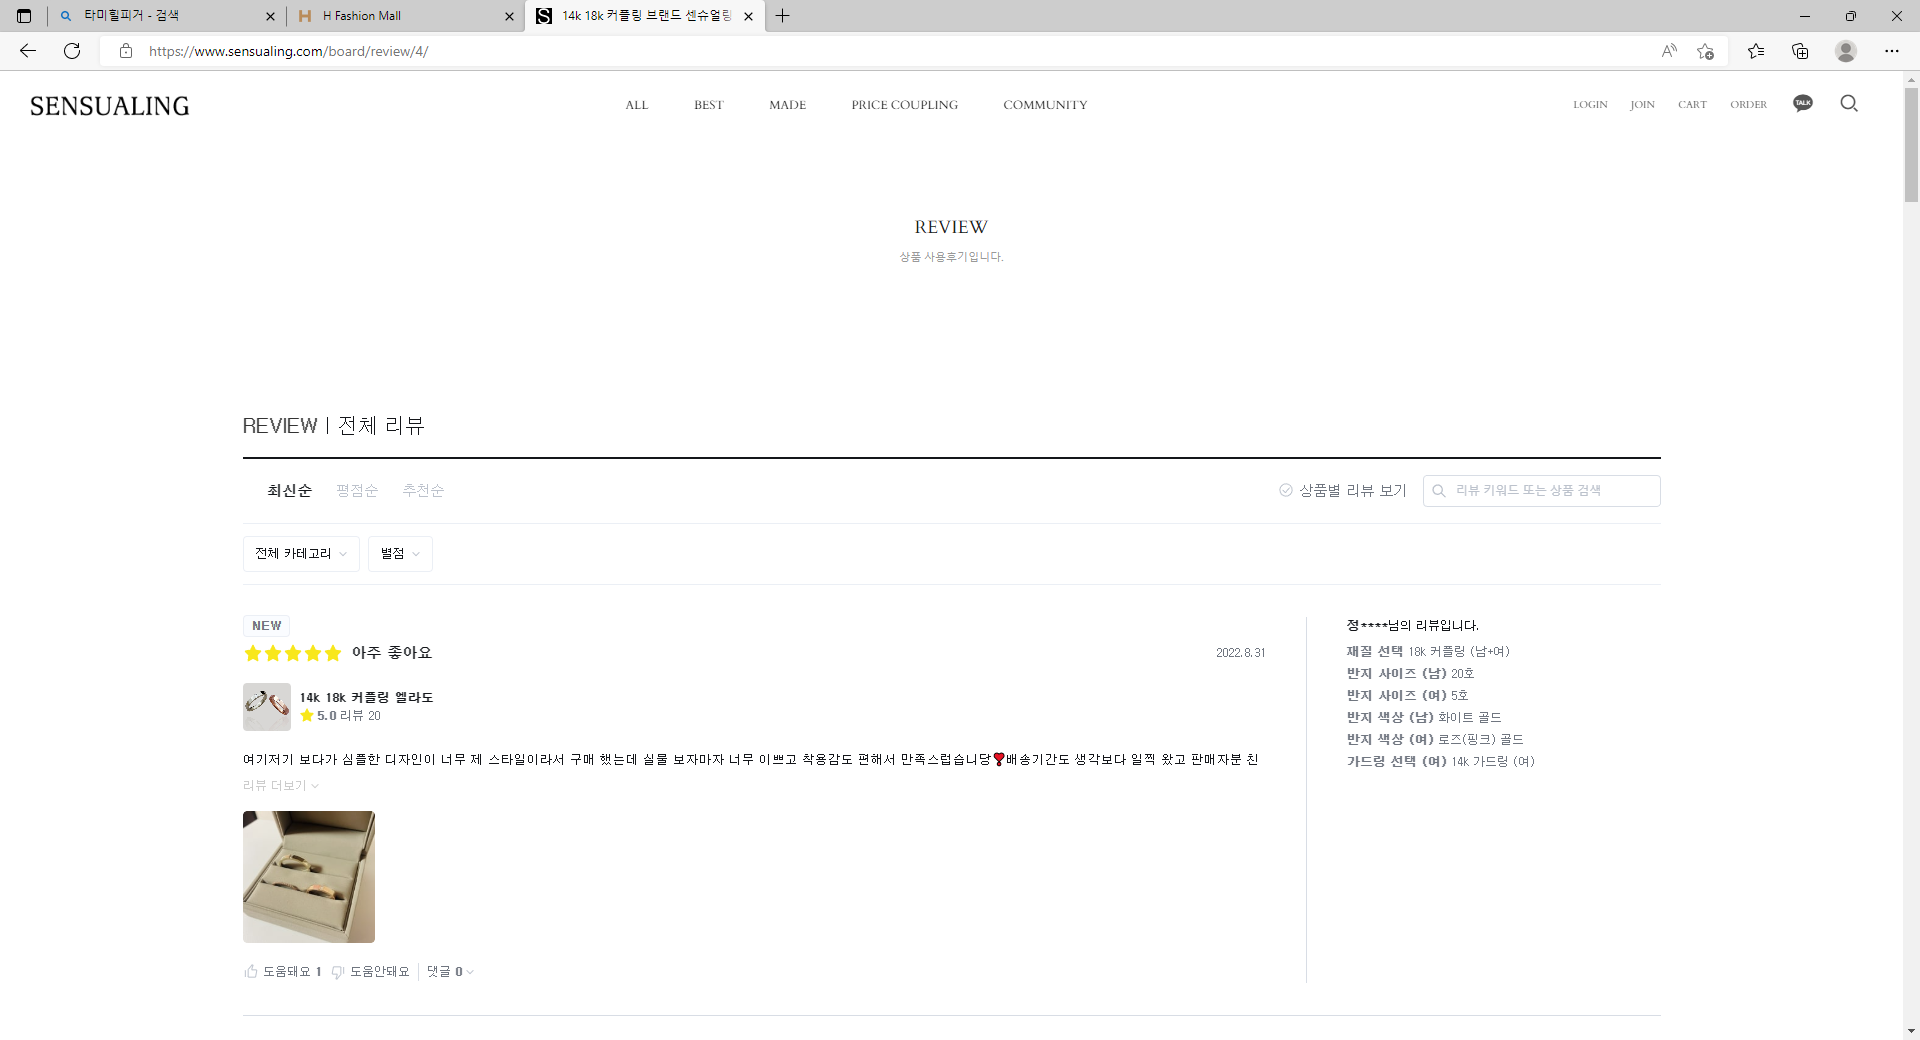 타미힐피거 - 검색
H Fashion Mall
14k 18k 커플링 브랜드 센슈얼링
https://www.sensualing.com/board/review/4/
SENSUALING
ALL
BEST
MADE
PRICE COUPLING
COMMUNITY
LOGIN
JOIN
CART
ORDER
TALK
REVIEW
상품 사용후기입니다.
REVIEW | 전체 리뷰
최신순
평점순
추천순
상품별 리뷰 보기
리뷰 키워드 또는 상품 검색
전체 카테고리
별점
NEW
아주 좋아요
2022.8.31
14k 18k 커플링 엘라도
5.0 리뷰 20
여기저기 보다가 심플한 디자인이 너무 제 스타일이라서 구매 했는데 실물 보자마자 너무 이쁘고 착용감도 편해서 만족스럽습니당❣️배송기간도 생각보다 일찍 왔고 판매자분 친
리뷰 더보기
도움돼요 1
도움안돼요
댓글 0
정****님의 리뷰입니다.
재질 선택 18k 커플링 (남+여)
반지 사이즈 (남) 20호
반지 사이즈 (여) 5호
반지 색상 (남) 화이트 골드
반지 색상 (여) 로즈(핑크) 골드
가드링 선택 (여) 14k 가드링 (여)